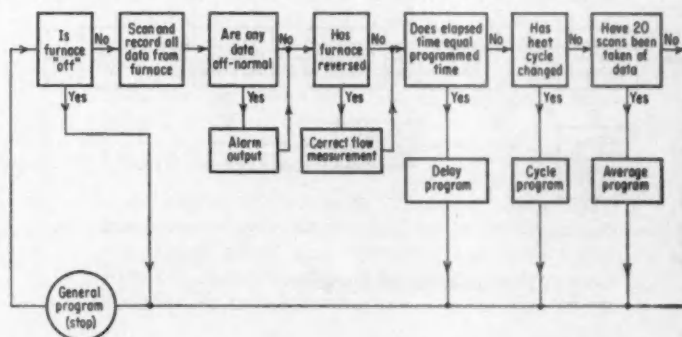 Is
furnace
"off"
No
Yes
Scan and
record all
data from
furnace
Are any
date
off-normal
No
Yes
Alarm
output
Has
furnace
reversed
No
Yes
Correct flow
measurement
Does elapsed
time equal
programmed
time
No
Yes
Delay
program
Has
heat
cycle
changed
No
Yes
Cycle
program
Have 20
scans been
taken of
data
No
Yes
Average
program
General
program
(stop)